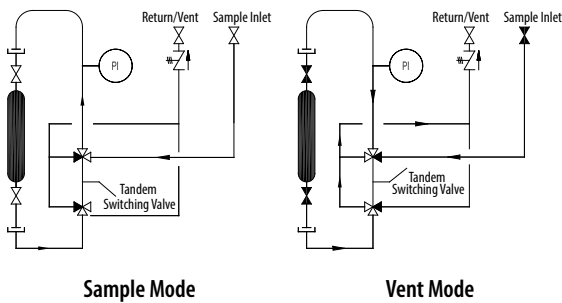 Return/Vent
Sample Inlet
PI
Tandem
Switching Valve
Sample Mode
Return/Vent
Sample Inlet
PI
Tandem
Switching Valve
Vent Mode